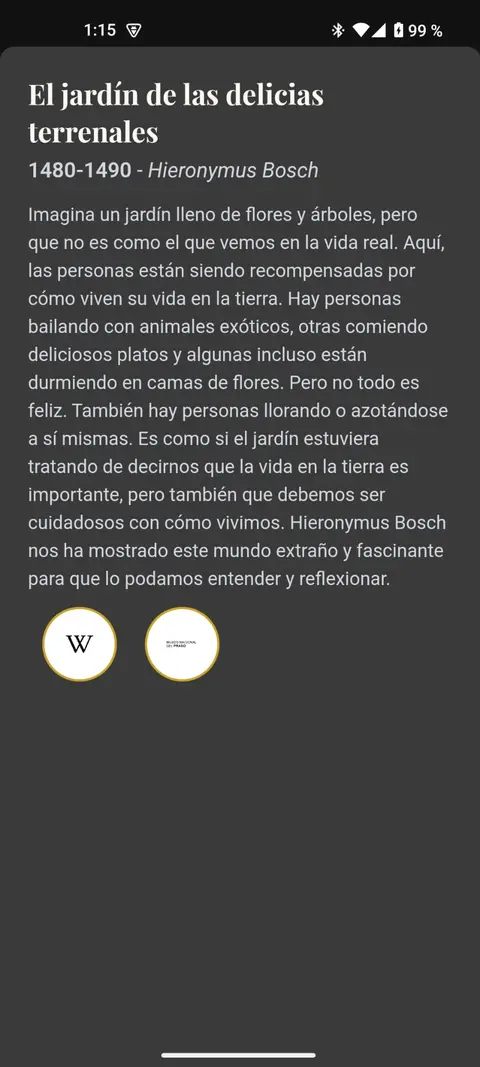 1:15
99 %
El jardín de las delicias
terrenales
1480-1490 - Hieronymus Bosch
Imagina un jardín lleno de flores y árboles, pero
que no es como el que vemos en la vida real. Aquí,
las personas están siendo recompensadas por
cómo viven su vida en la tierra. Hay personas
bailando con animales exóticos, otras comiendo
deliciosos platos y algunas incluso están
durmiendo en camas de flores. Pero no todo es
feliz. También hay personas llorando o azotándose
a sí mismas. Es como si el jardín estuviera
tratando de decirnos que la vida en la tierra es
importante, pero también que debemos ser
cuidadosos con cómo vivimos. Hieronymus Bosch
nos ha mostrado este mundo extraño y fascinante
para que lo podamos entender y reflexionar.
W
MUSEO NACIONAL
DEL PRADO